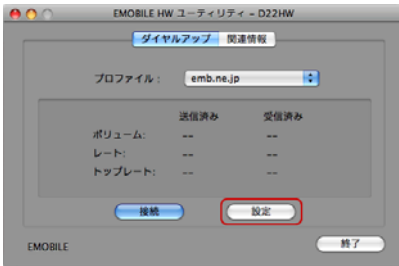 EMOBILE HW ユーティリティ - D22HW
ダイヤルアップ 関連情報
プロファイル： emb.ne.jp
送信済み 受信済み
ボリューム: -- --
レート: -- --
トップレート: -- --
接続 設定
EMOBILE 終了